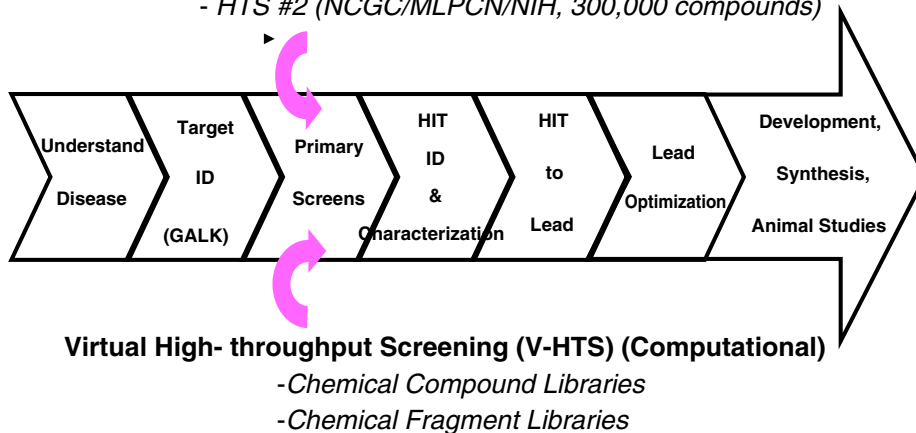 - HTS #2 (NCGC/MLPCN/NIH, 300,000 compounds)
Understand
Disease
Target
ID
(GALK)
Primary
Screens
HIT
ID
&
Characterization
HIT
to
Lead
Lead
Optimization
Development,
Synthesis,
Animal Studies
Virtual High- throughput Screening (V-HTS) (Computational)
-Chemical Compound Libraries
-Chemical Fragment Libraries